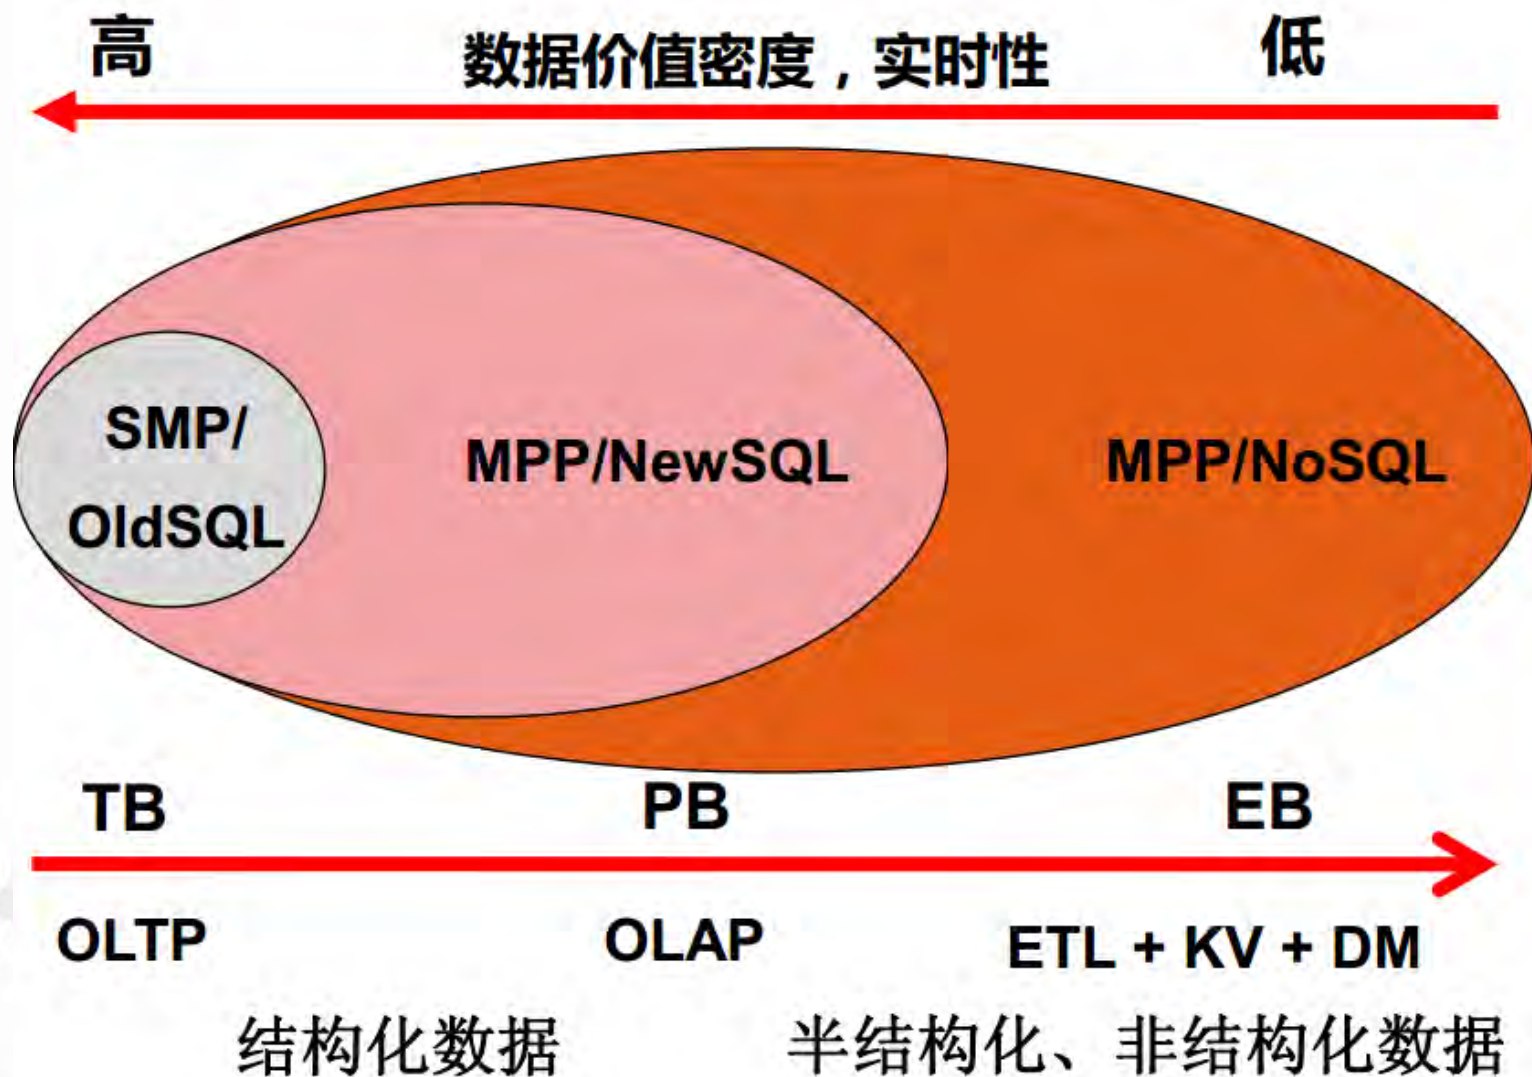 高 数据价值密度，实时性 低
SMP/
OldSQL
MPP/NewSQL
MPP/NoSQL
TB PB EB
OLTP OLAP ETL + KV + DM
结构化数据 半结构化、非结构化数据